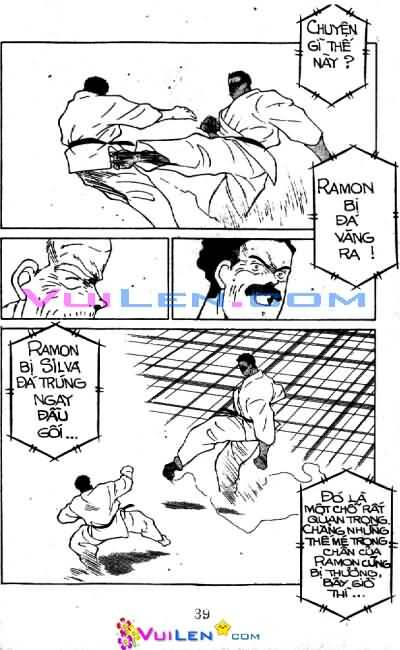 CHUYỆN
GÌ THẾ
NÀY ?
RAMON
BỊ
ĐÁ
VĂNG
RA !
VUILEN.COM
RAMON
BỊ SILVA
ĐÁ TRÚNG
NGAY
ĐẦU
GỐI...
ĐÓ LÀ
MỘT CHỖ RẤT
QUAN TRỌNG.
CHẲNG NHỮNG
THẾ MÉ TRONG
CHÂN CỦA
RAMON CŨNG
BỊ THƯƠNG,
BÂY GIỜ
THÌ...
39
VUILEN.COM